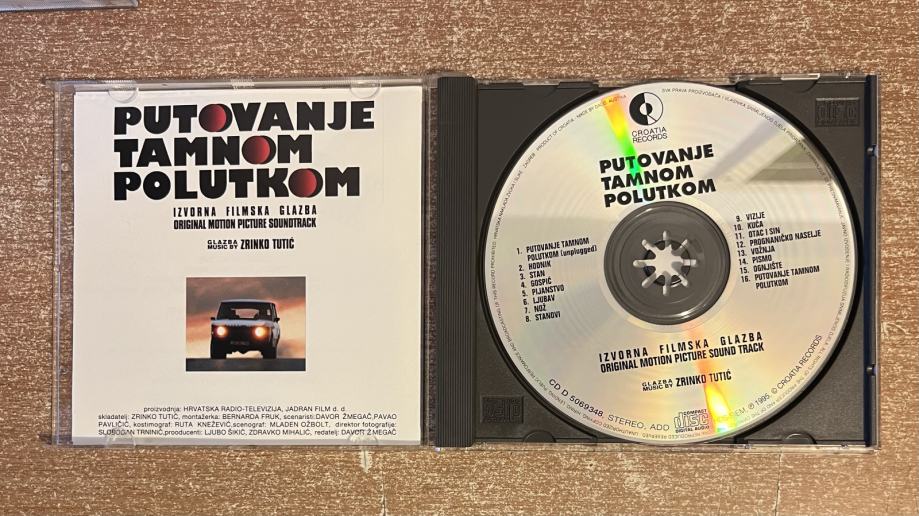 PUTOVANJE
TAMNOM
POLUTKOM
IZVORNA FILMSKA GLAZBA
ORIGINAL MOTION PICTURE SOUNDTRACK
GLAZBA
MUSIC BY ZRINKO TUTIĆ
proizvodnja: HRVATSKA RADIO-TELEVIZIJA, JADRAN FILM d. d.
skladatelj: ZRINKO TUTIĆ, montažerka: BERNARDA FRUK, scenaristi: DAVOR ŽMEGAČ, PAVAO
PAVLIČIĆ, kostimograf: RUTA KNEŽEVIĆ, scenograf: MLADEN OŽBOLT, direktor fotografije:
SLOBODAN TRNINIĆ, producenti: LJUBO ŠIKIĆ, ZDRAVKO MIHALIĆ, redatelj: DAVOR ŽMEGAČ
CROATIA
RECORDS
PUTOVANJE
TAMNOM
POLUTKOM
1. PUTOVANJE TAMNOM
POLUTKOM (unplugged)
2. HODNIK
3. STAN
4. GOSPIĆ
5. PIJANSTVO
6. LJUBAV
7. NOŽ
8. STANOVI
9. VIZIJE
10. KUĆA
11. OTAC I SIN
12. PROGNANIČKO NASELJE
13. VOŽNJA
14. PISMO
15. OGNJIŠTE
16. PUTOVANJE TAMNOM
POLUTKOM
IZVORNA FILMSKA GLAZBA
ORIGINAL MOTION PICTURE SOUND TRACK
GLAZBA
MUSIC BY ZRINKO TUTIĆ
CD D 5069348, STEREO, ADD
COMPACT
disc
DIGITAL AUDIO
℗ 1995. © CROATIA RECORDS